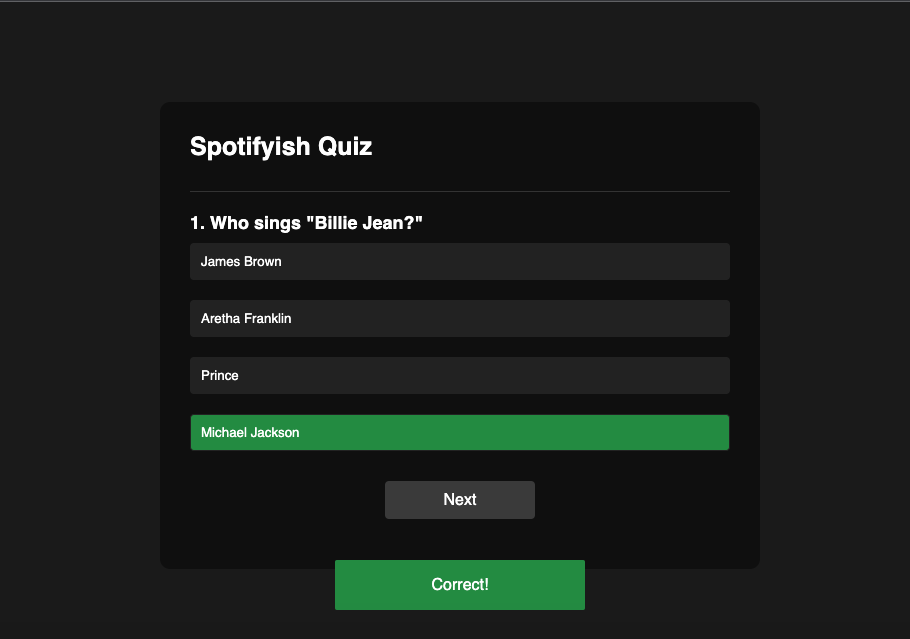 Spotifyish Quiz
1. Who sings "Billie Jean?"
James Brown
Aretha Franklin
Prince
Michael Jackson
Next
Correct!